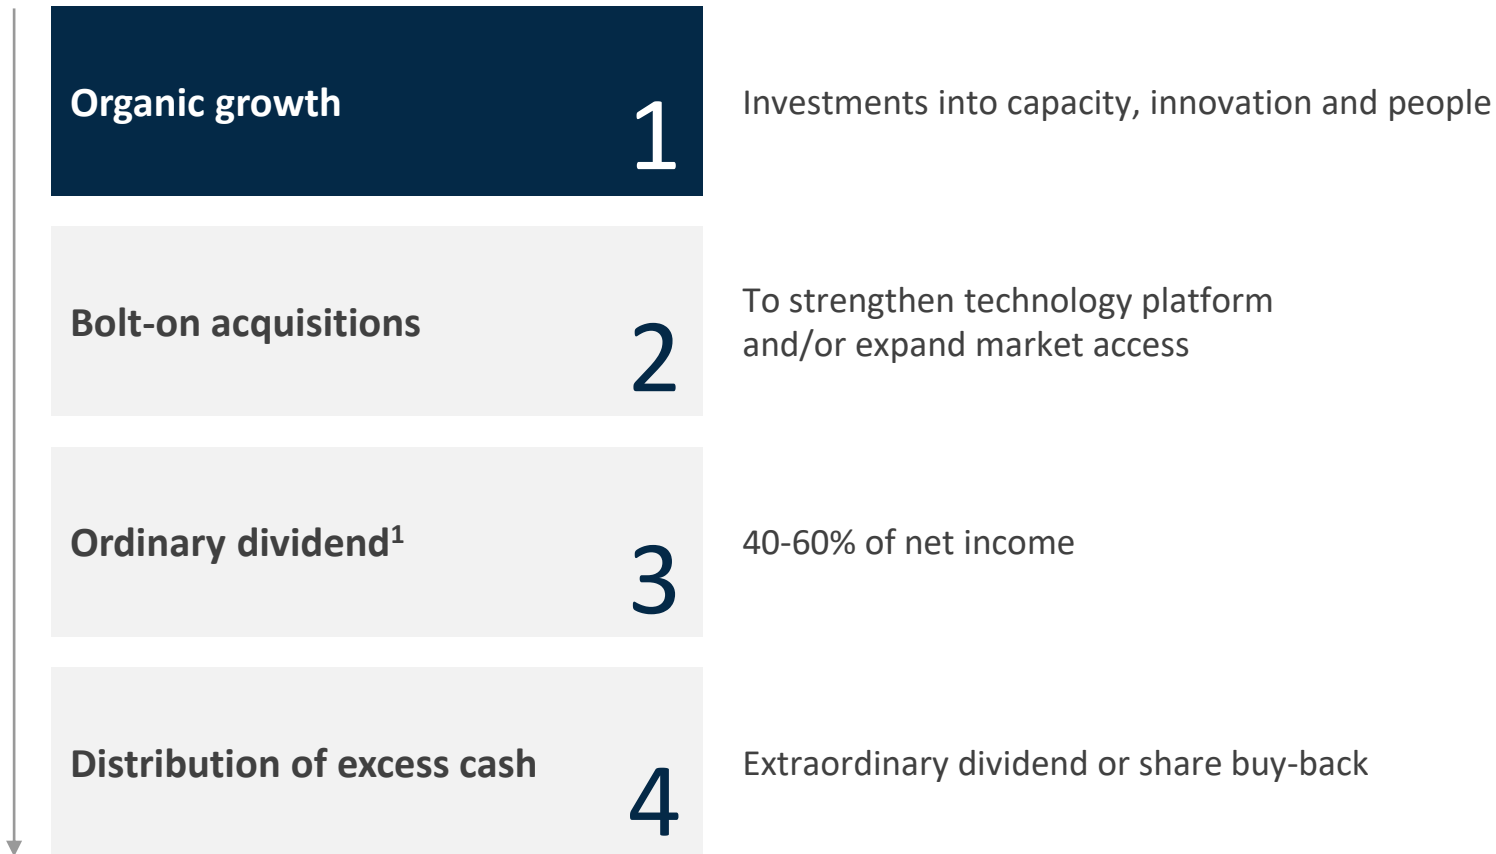 Organic growth
1
Investments into capacity, innovation and people
Bolt-on acquisitions
2
To strengthen technology platform
and/or expand market access
Ordinary dividend¹
3
40-60% of net income
Distribution of excess cash
4
Extraordinary dividend or share buy-back